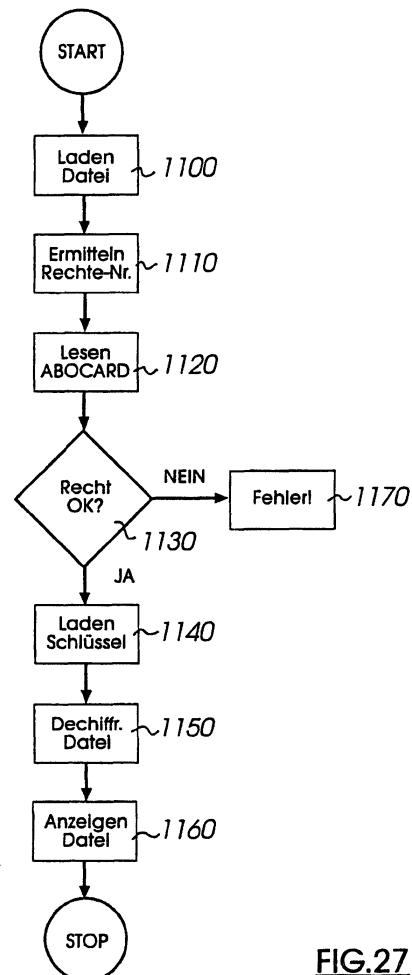 START
Laden
Datei
1100
Ermitteln
Rechte-Nr.
1110
Lesen
ABOCARD
1120
Recht
OK?
1130
NEIN
Fehler!
1170
JA
Laden
Schlüssel
1140
Dechiffr.
Datei
1150
Anzeigen
Datei
1160
STOP
FIG.27